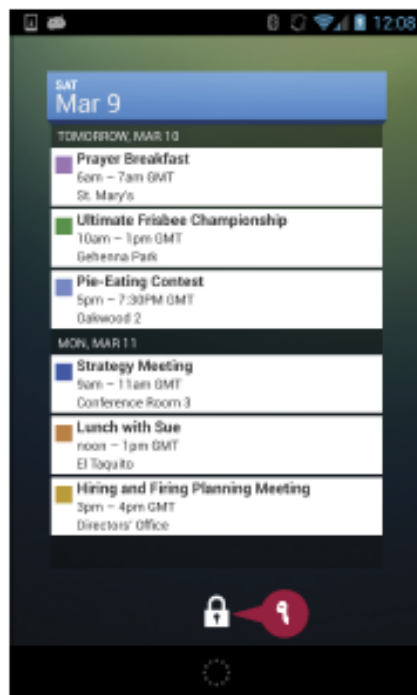 12:08
SAT
Mar 9
TOMORROW, MAR 10
Prayer Breakfast
6am – 7am GMT
St. Mary's
Ultimate Frisbee Championship
10am – 1pm GMT
Gehenna Park
Pie-Eating Contest
5pm – 7:30PM GMT
Oakwood 2
MON, MAR 11
Strategy Meeting
9am – 11am GMT
Conference Room 3
Lunch with Sue
noon – 1pm GMT
El Taquito
Hiring and Firing Planning Meeting
3pm – 4pm GMT
Directors' Office
٩